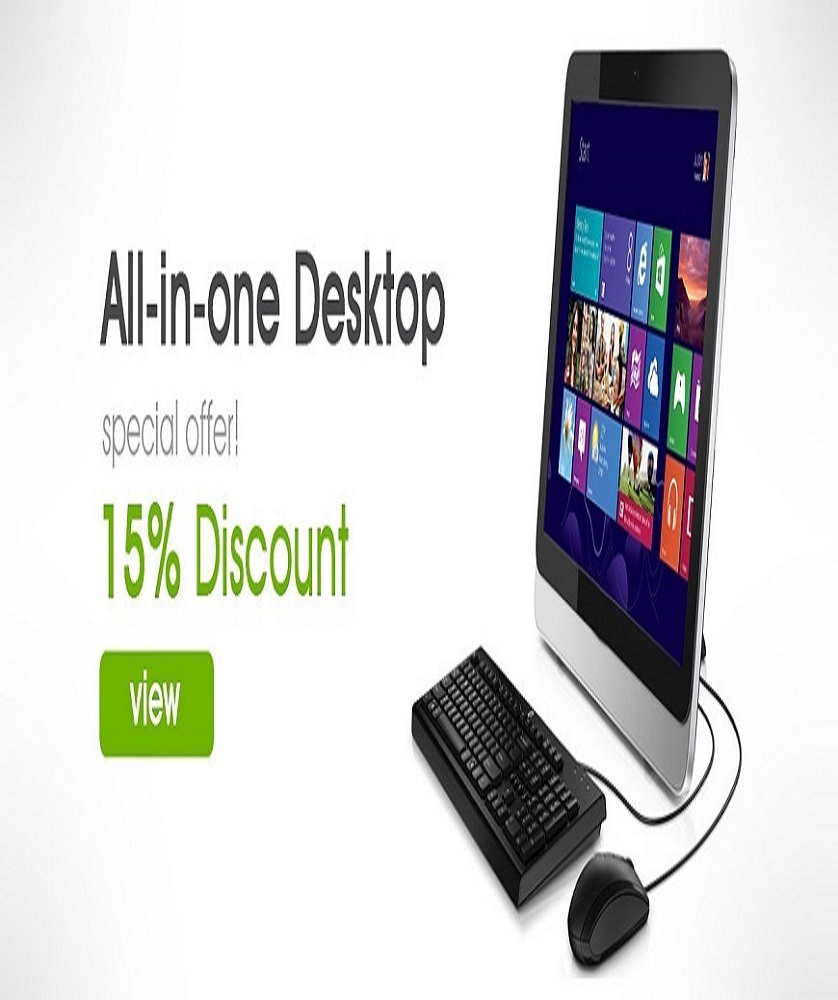 All-in-one Desktop
special offer!
15% Discount
view
Start